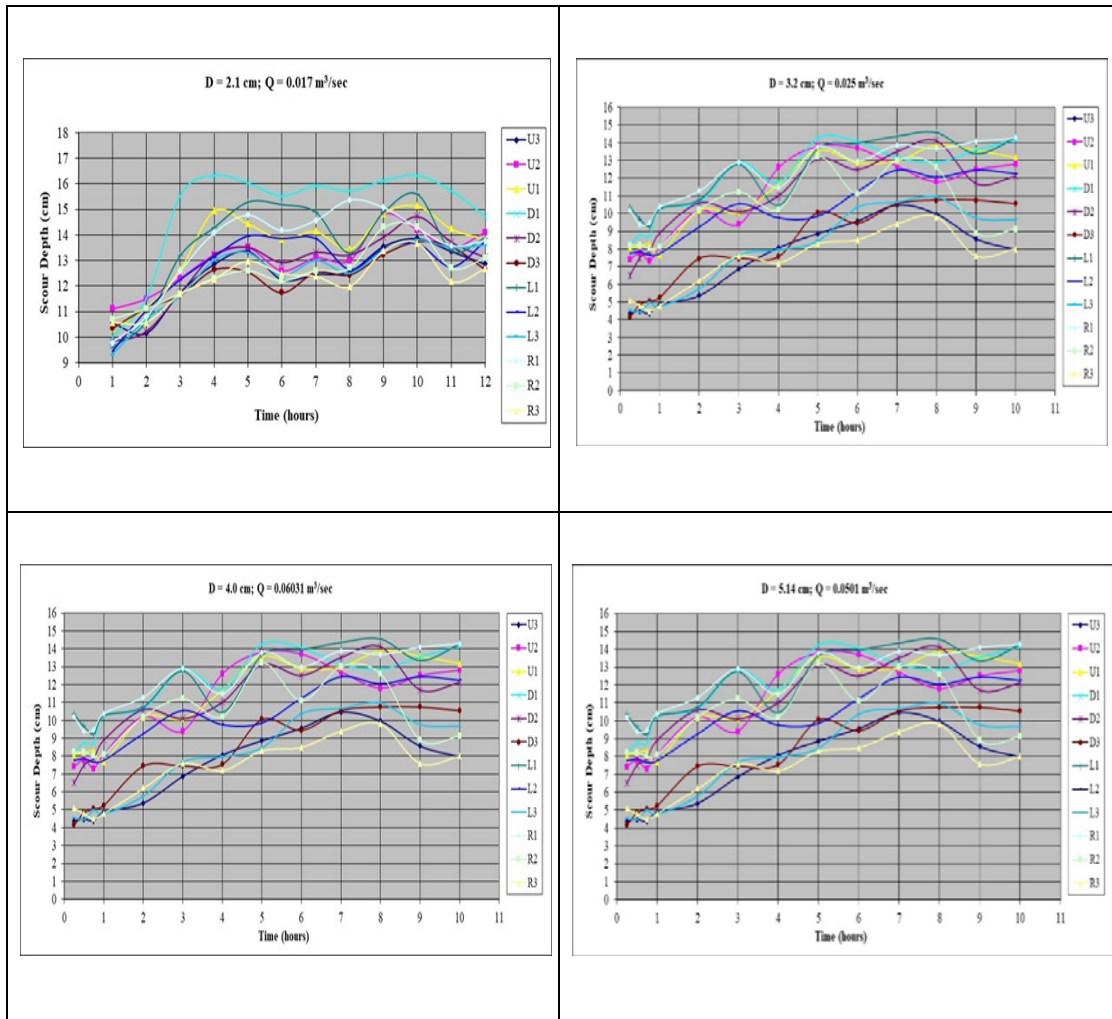 D = 2.1 cm; Q = 0.017 m³/sec
Scour Depth (cm)
18
17
16
15
14
13
12
11
10
9
0 1 2 3 4 5 6 7 8 9 10 11 12
Time (hours)
U3
U2
U1
D1
D2
D3
L1
L2
L3
R1
R2
R3
D = 3.2 cm; Q = 0.025 m³/sec
Scour Depth (cm)
16
15
14
13
12
11
10
9
8
7
6
5
4
3
2
1
0
0 1 2 3 4 5 6 7 8 9 10 11
Time (hours)
U3
U2
U1
D1
D2
D3
L1
L2
L3
R1
R2
R3
D = 4.0 cm; Q = 0.06031 m³/sec
Scour Depth (cm)
16
15
14
13
12
11
10
9
8
7
6
5
4
3
2
1
0
0 1 2 3 4 5 6 7 8 9 10 11
Time (hours)
U3
U2
U1
D1
D2
D3
L1
L2
L3
R1
R2
R3
D = 5.14 cm; Q = 0.0501 m³/sec
Scour Depth (cm)
16
15
14
13
12
11
10
9
8
7
6
5
4
3
2
1
0
0 1 2 3 4 5 6 7 8 9 10 11
Time (hours)
U3
U2
U1
D1
D2
D3
L1
L2
L3
R1
R2
R3